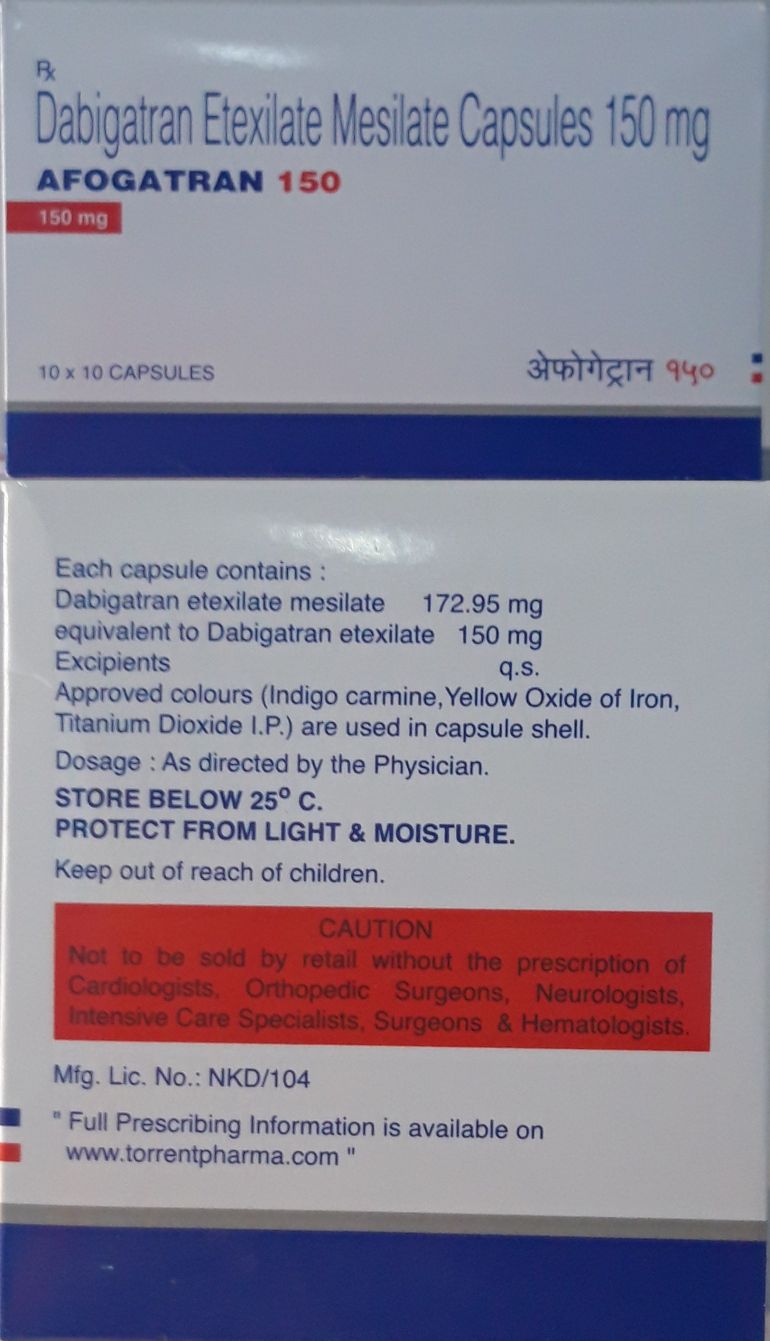 Rx
Dabigatran Etexilate Mesilate Capsules 150 mg
AFOGATRAN 150
150 mg
10 x 10 CAPSULES
अेफोगेट्रान १५०
Each capsule contains :
Dabigatran etexilate mesilate 172.95 mg
equivalent to Dabigatran etexilate 150 mg
Excipients q.s.
Approved colours (Indigo carmine,Yellow Oxide of Iron,
Titanium Dioxide I.P.) are used in capsule shell.
Dosage : As directed by the Physician.
STORE BELOW 25º C.
PROTECT FROM LIGHT & MOISTURE.
Keep out of reach of children.
CAUTION
Not to be sold by retail without the prescription of
Cardiologists, Orthopedic Surgeons, Neurologists,
Intensive Care Specialists, Surgeons & Hematologists.
Mfg. Lic. No.: NKD/104
" Full Prescribing Information is available on
www.torrentpharma.com "